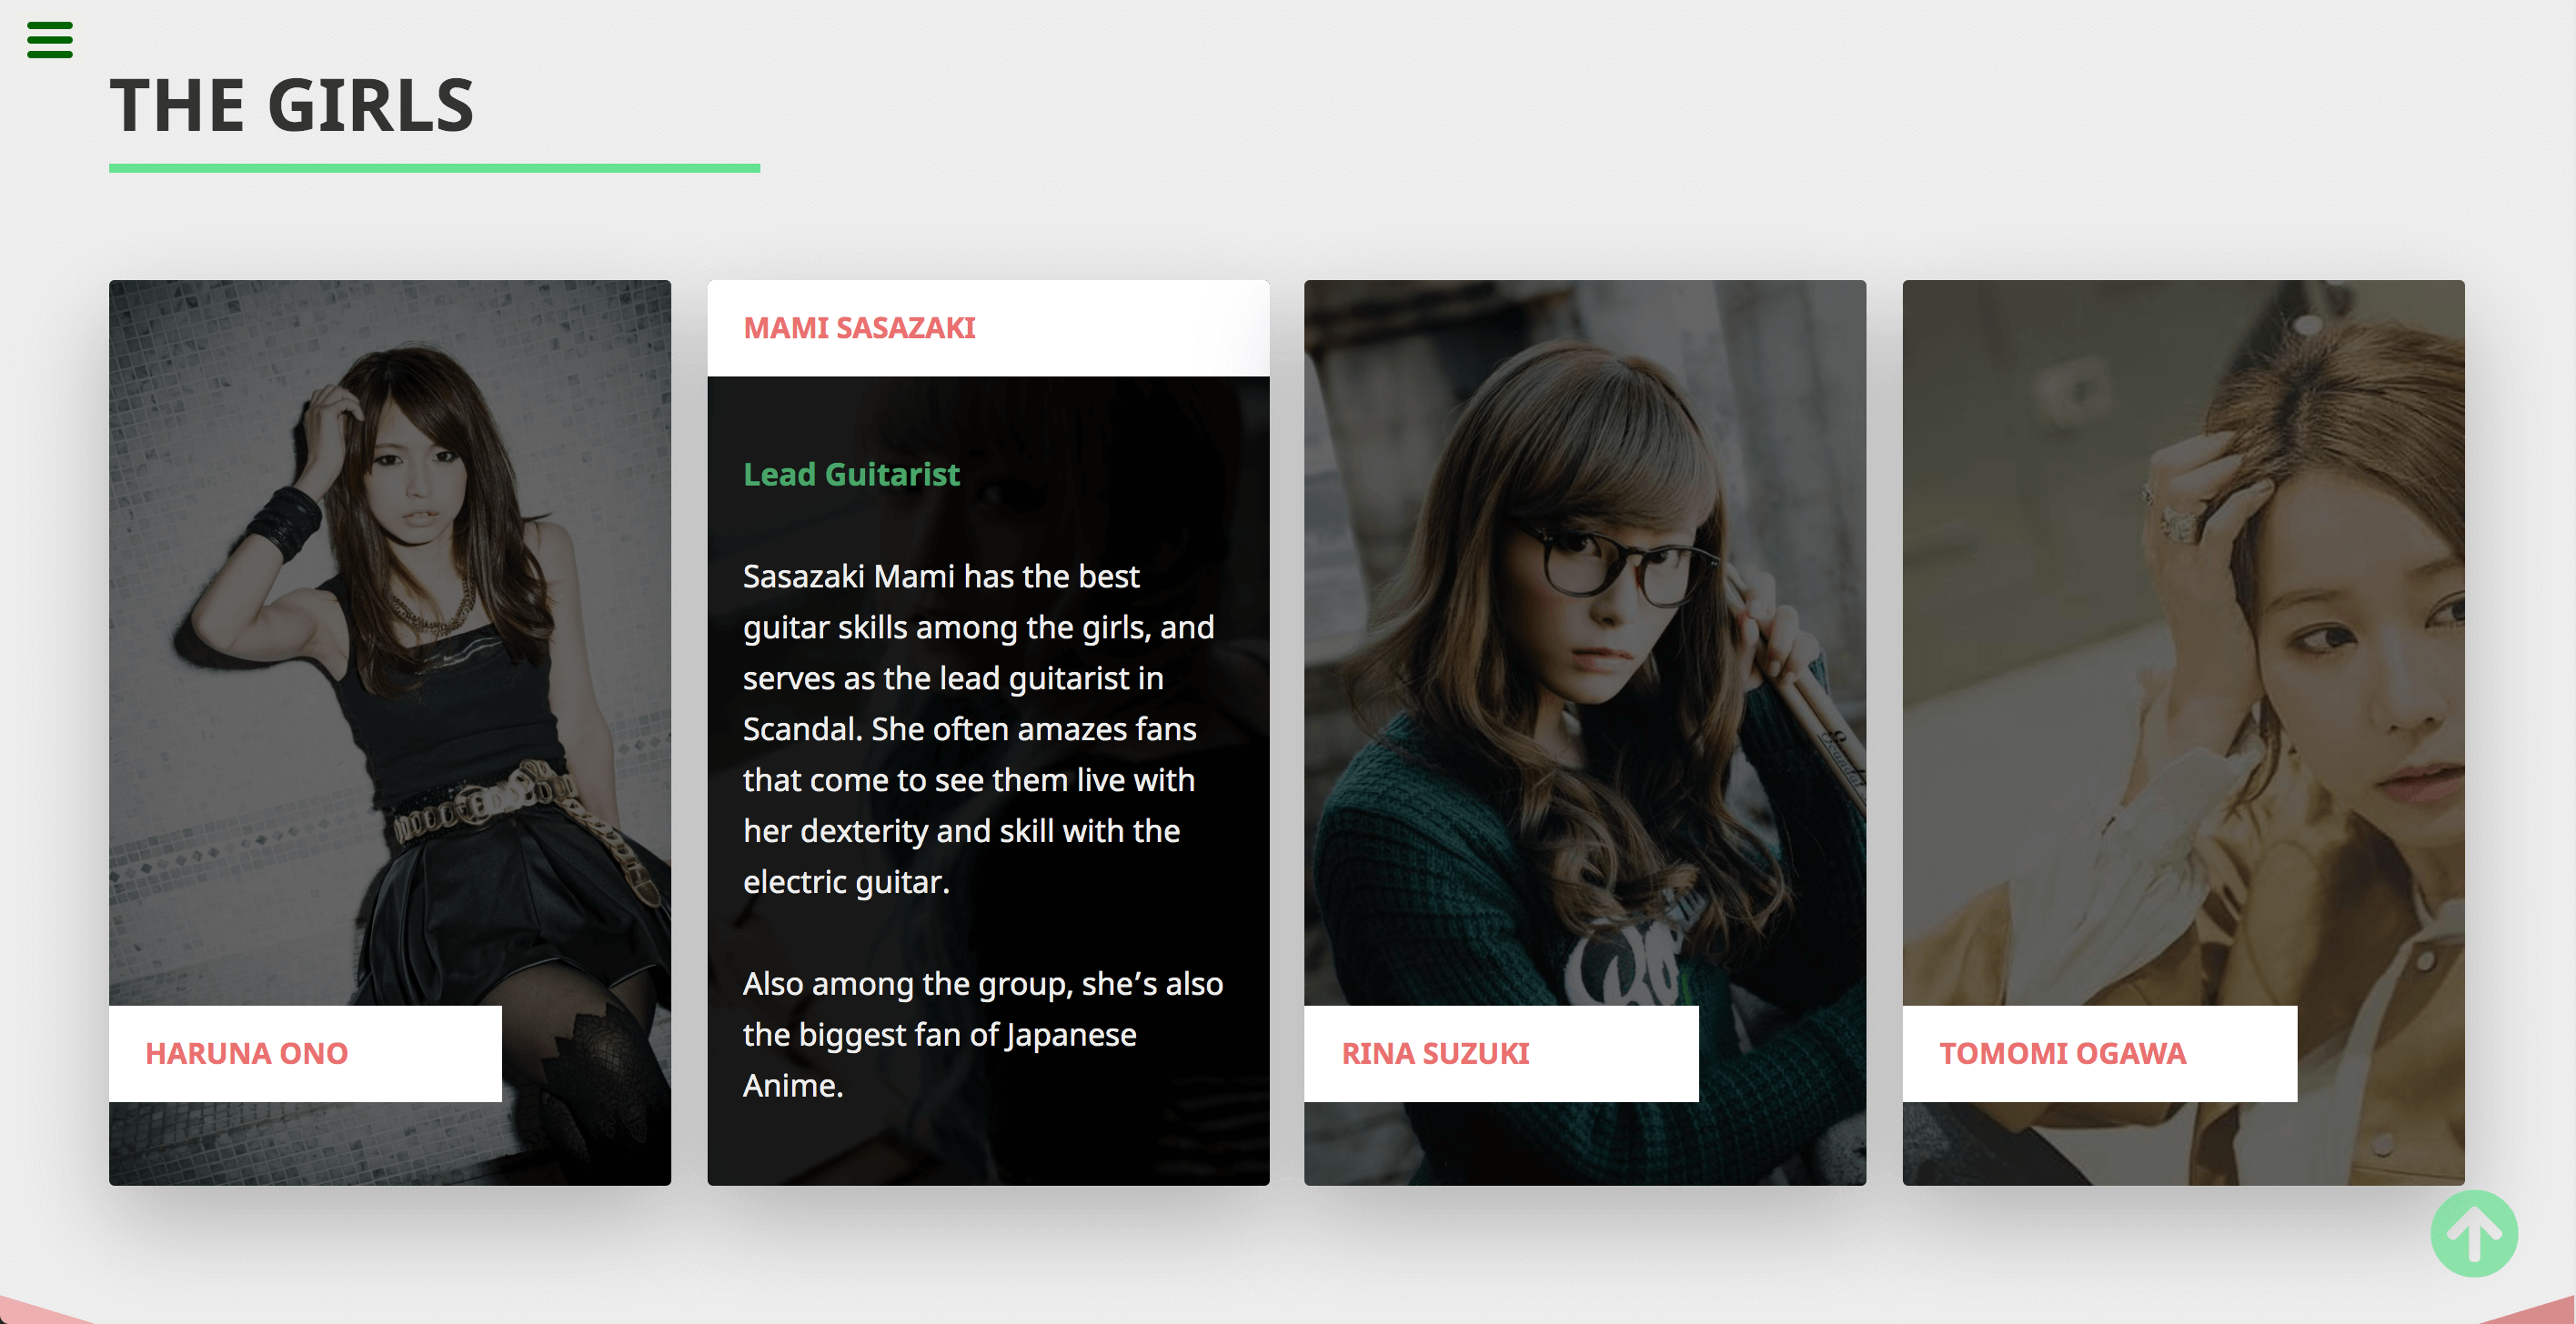 THE GIRLS
HARUNA ONO
MAMI SASAZAKI
Lead Guitarist
Sasazaki Mami has the best
guitar skills among the girls, and
serves as the lead guitarist in
Scandal. She often amazes fans
that come to see them live with
her dexterity and skill with the
electric guitar.
Also among the group, she’s also
the biggest fan of Japanese
Anime.
RINA SUZUKI
Scandal
TOMOMI OGAWA